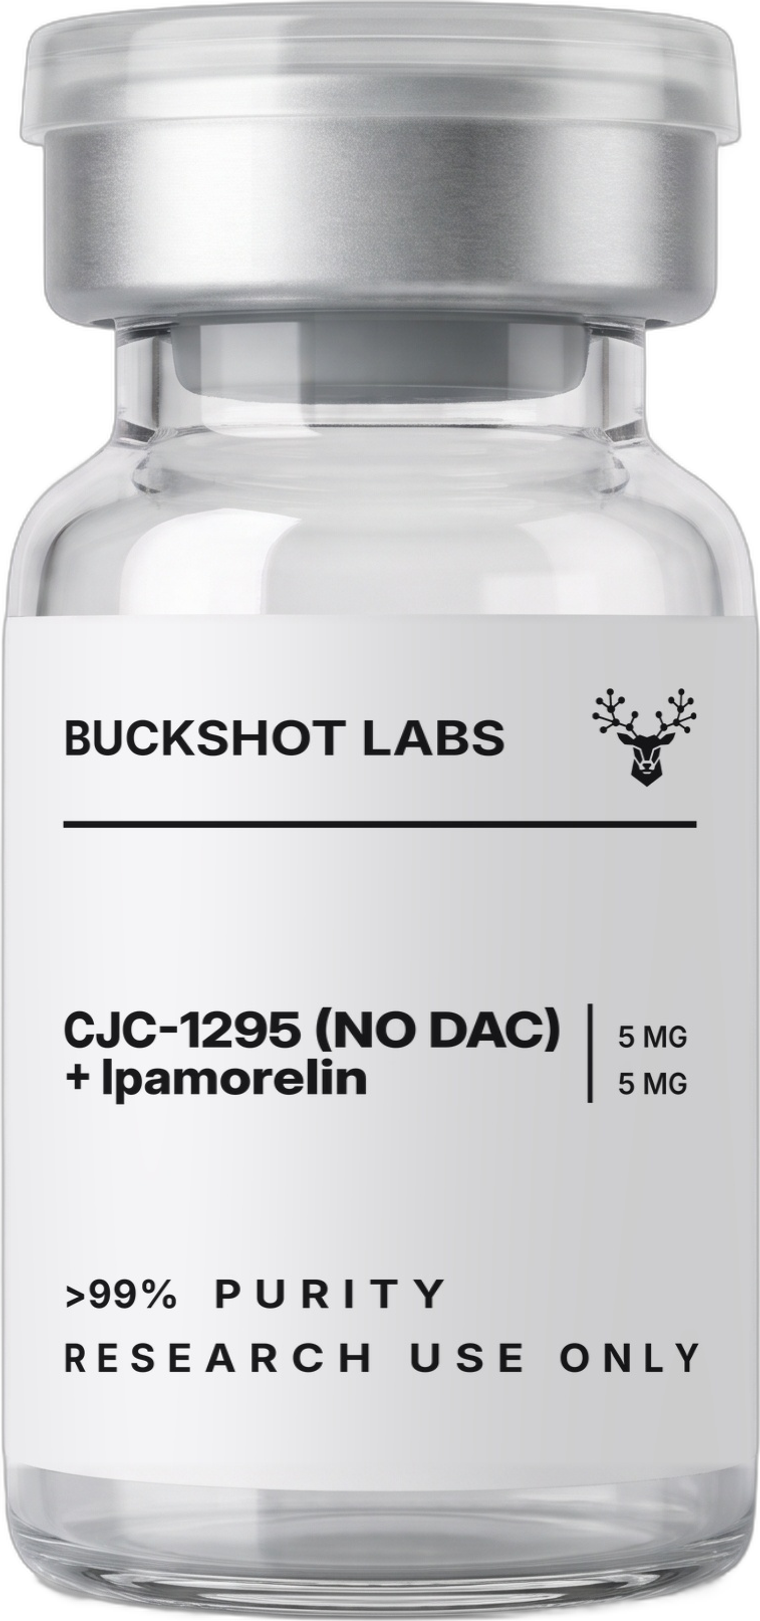 BUCKSHOT LABS
CJC-1295 (NO DAC) 5 MG
+ Ipamorelin 5 MG
>99% PURITY
RESEARCH USE ONLY